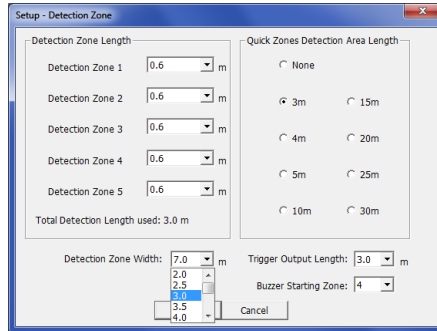 Setup - Detection Zone
Detection Zone Length
Detection Zone 1 0.6 m
Detection Zone 2 0.6 m
Detection Zone 3 0.6 m
Detection Zone 4 0.6 m
Detection Zone 5 0.6 m
Total Detection Length used: 3.0 m
Quick Zones Detection Area Length
None
3m 15m
4m 20m
5m 25m
10m 30m
Detection Zone Width: 7.0 m
2.0
2.5
3.0
3.5
4.0
Trigger Output Length: 3.0 m
Buzzer Starting Zone: 4
Cancel